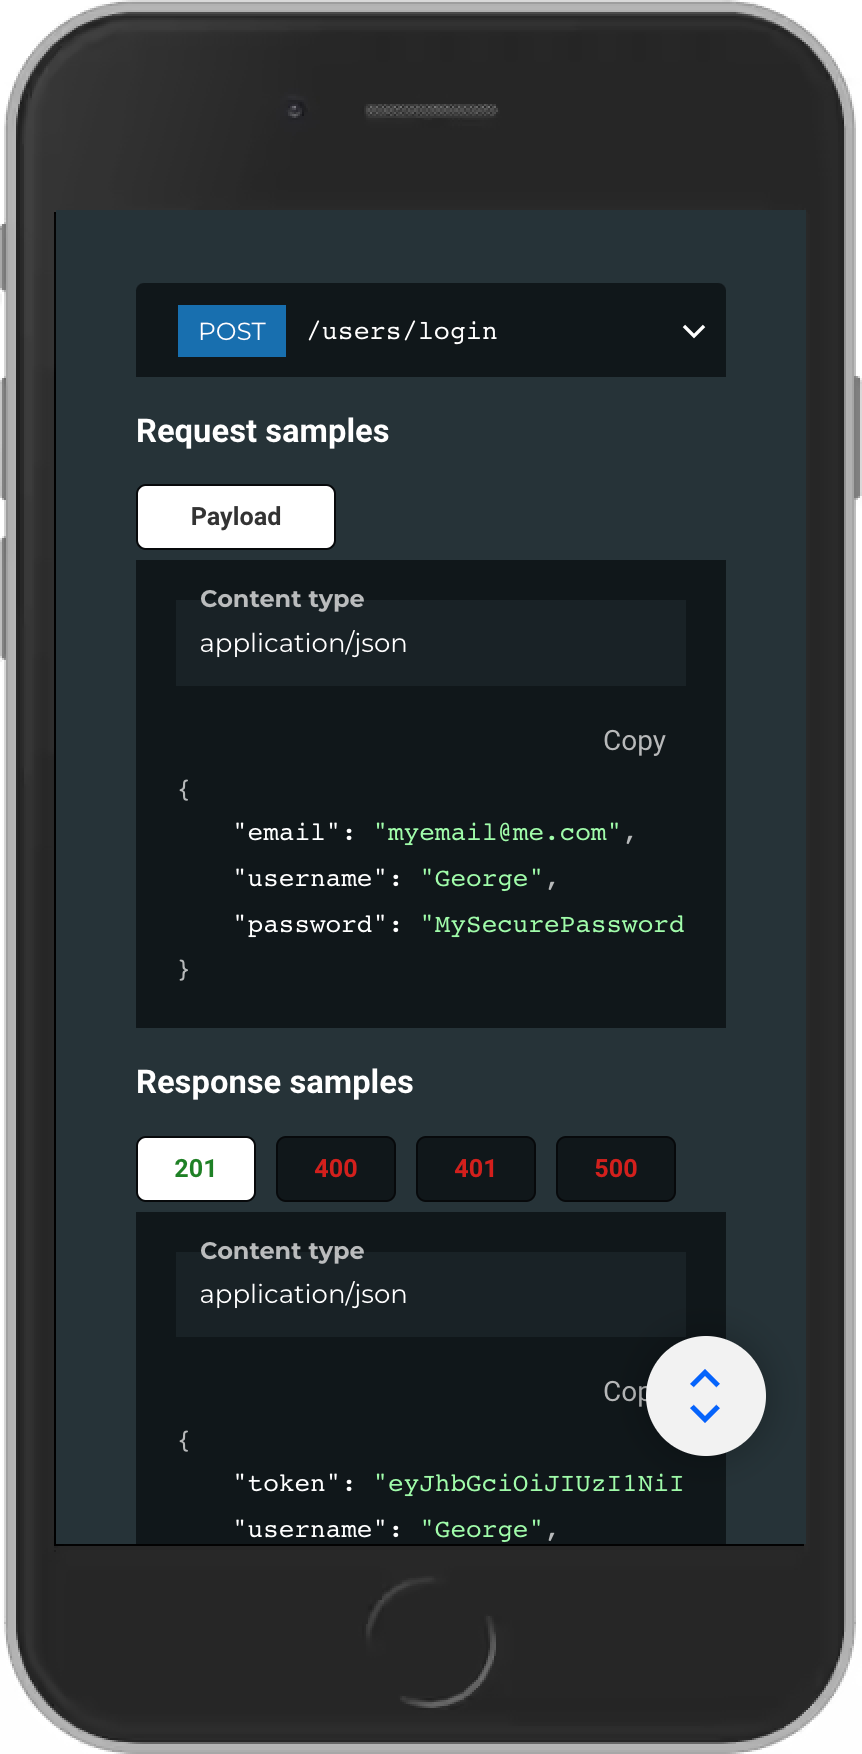 POST /users/login
Request samples
Payload
Content type
application/json
Copy
{
"email": "myemail@me.com",
"username": "George",
"password": "MySecurePassword
}
Response samples
201 400 401 500
Content type
application/json
Cop
{
"token": "eyJhbGciOiJIUzI1NiI
"username": "George",